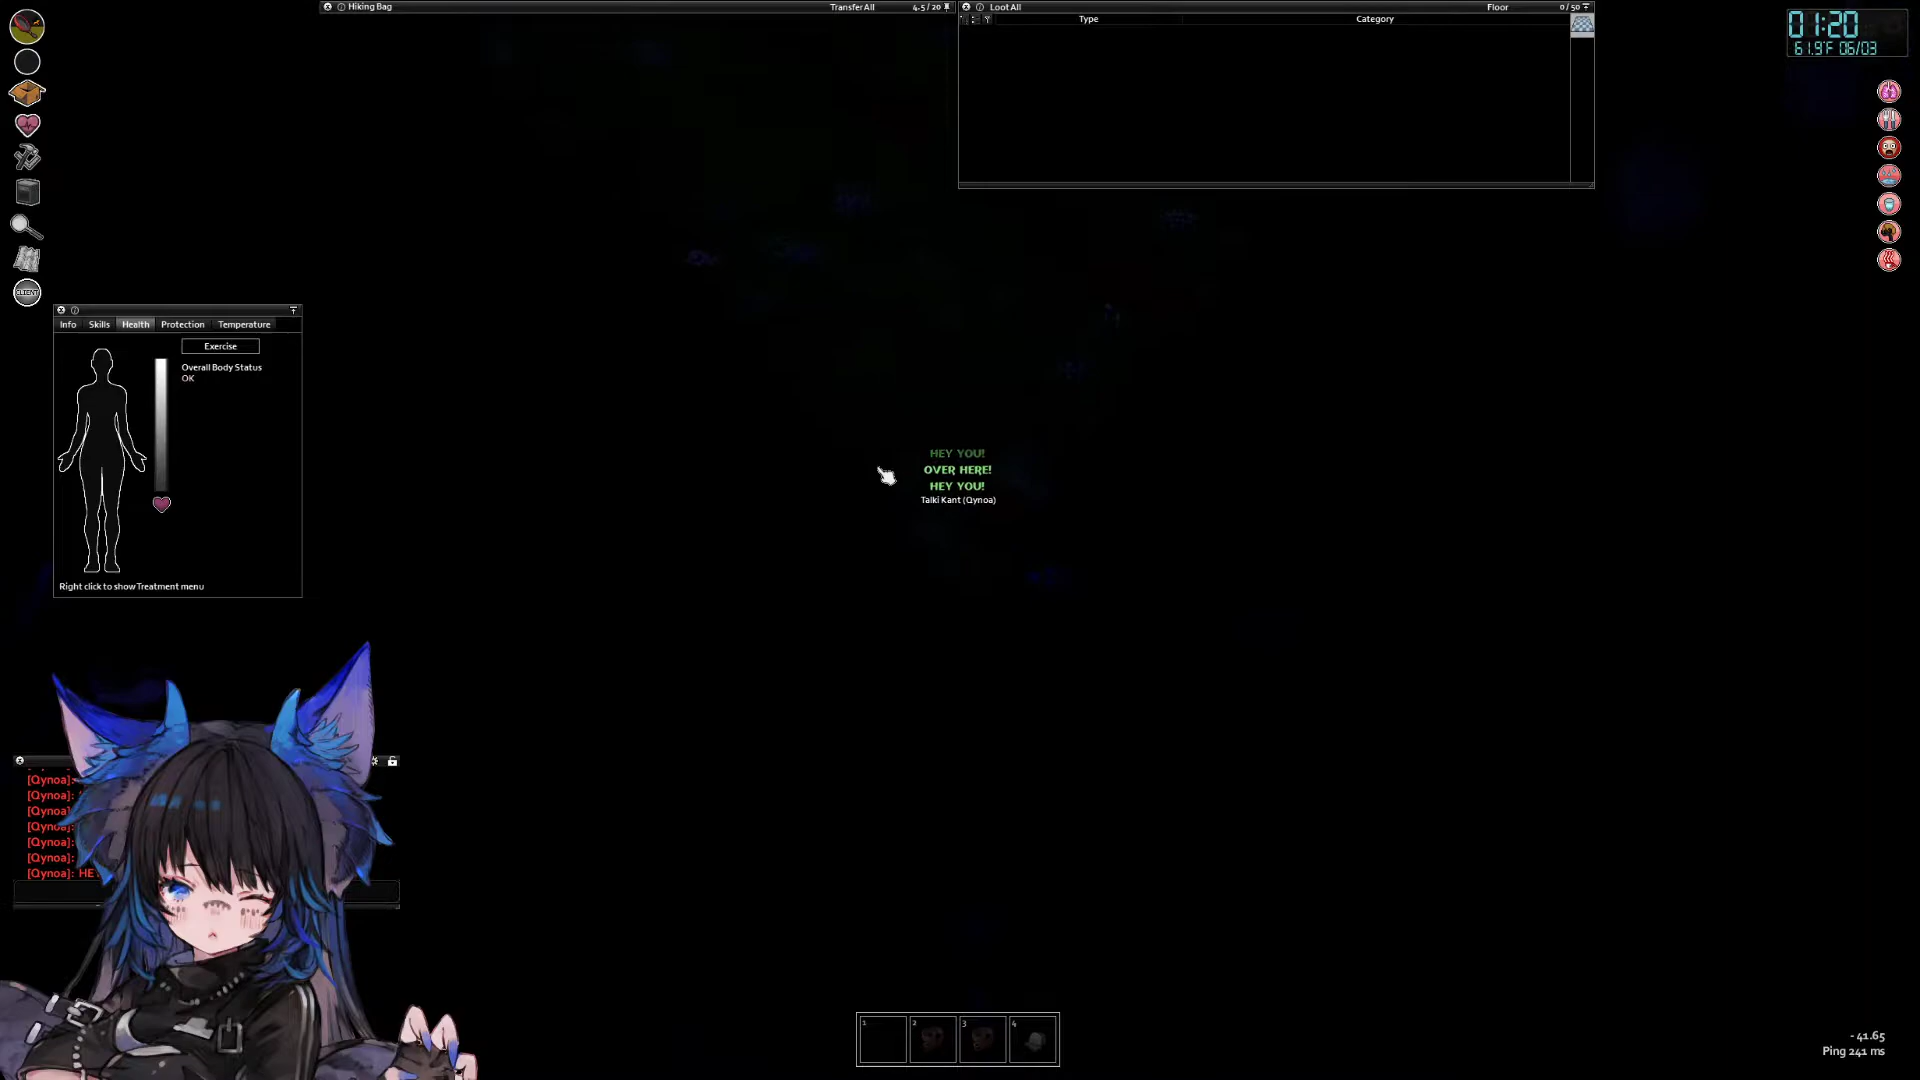 Hiking Bag
Transfer All
4.5 / 20
Loot All
Floor
0 / 50
Type
Category
01:20
61.9°F 06/03
CLIENT
Info
Skills
Health
Protection
Temperature
Exercise
Overall Body Status
OK
Right click to show Treatment menu
HEY YOU!
OVER HERE!
HEY YOU!
Talki Kant (Qynoa)
[Qynoa]:
[Qynoa]:
[Qynoa]:
[Qynoa]:
[Qynoa]:
[Qynoa]:
[Qynoa]: HE
1
2
3
4
- 41.65
Ping 241 ms